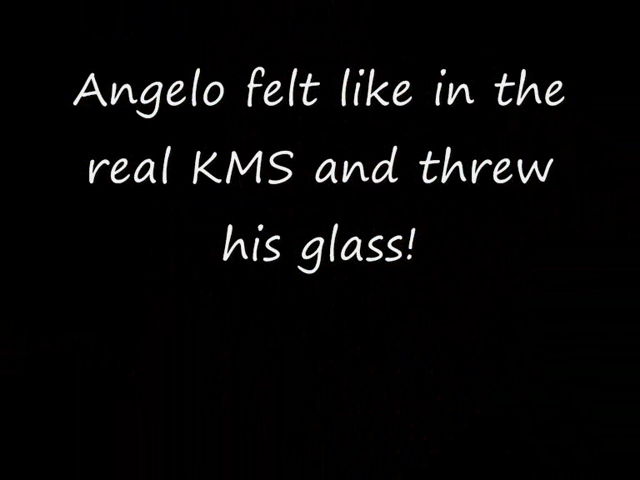 Angelo felt like in the
real KMS and threw
his glass!